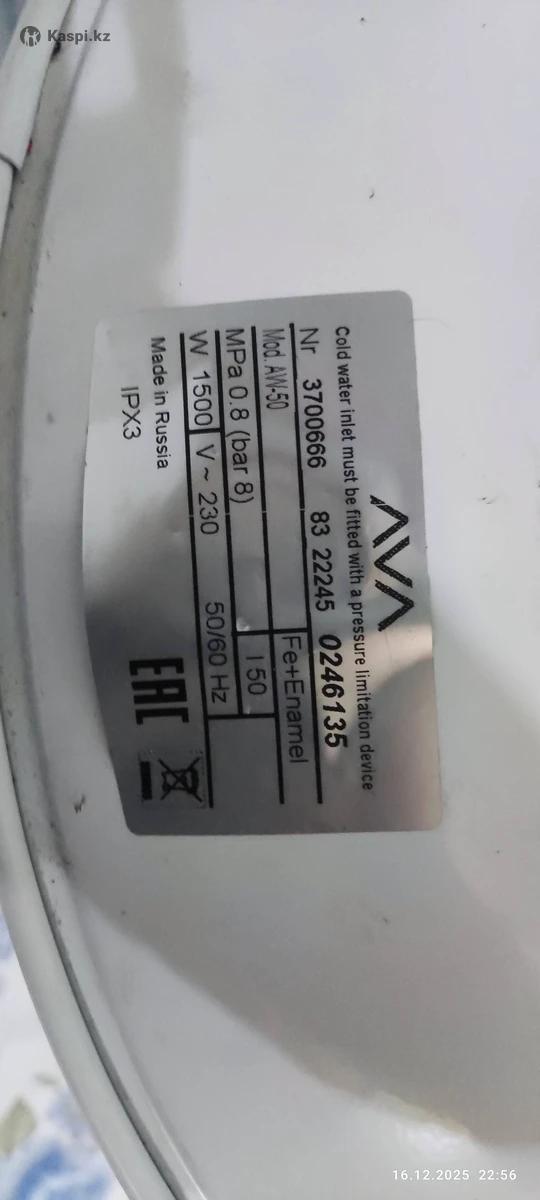 Kaspi.kz
AVA
Cold water inlet must be fitted with a pressure limitation device
Nr 3700666 83 22245 0246135
Mod. AW-50 Fe+Enamel
MPa 0.8 (bar 8) l 50
W 1500 V~ 230 50/60 Hz
Made in Russia
IPX3
EAC
16.12.2025 22:56